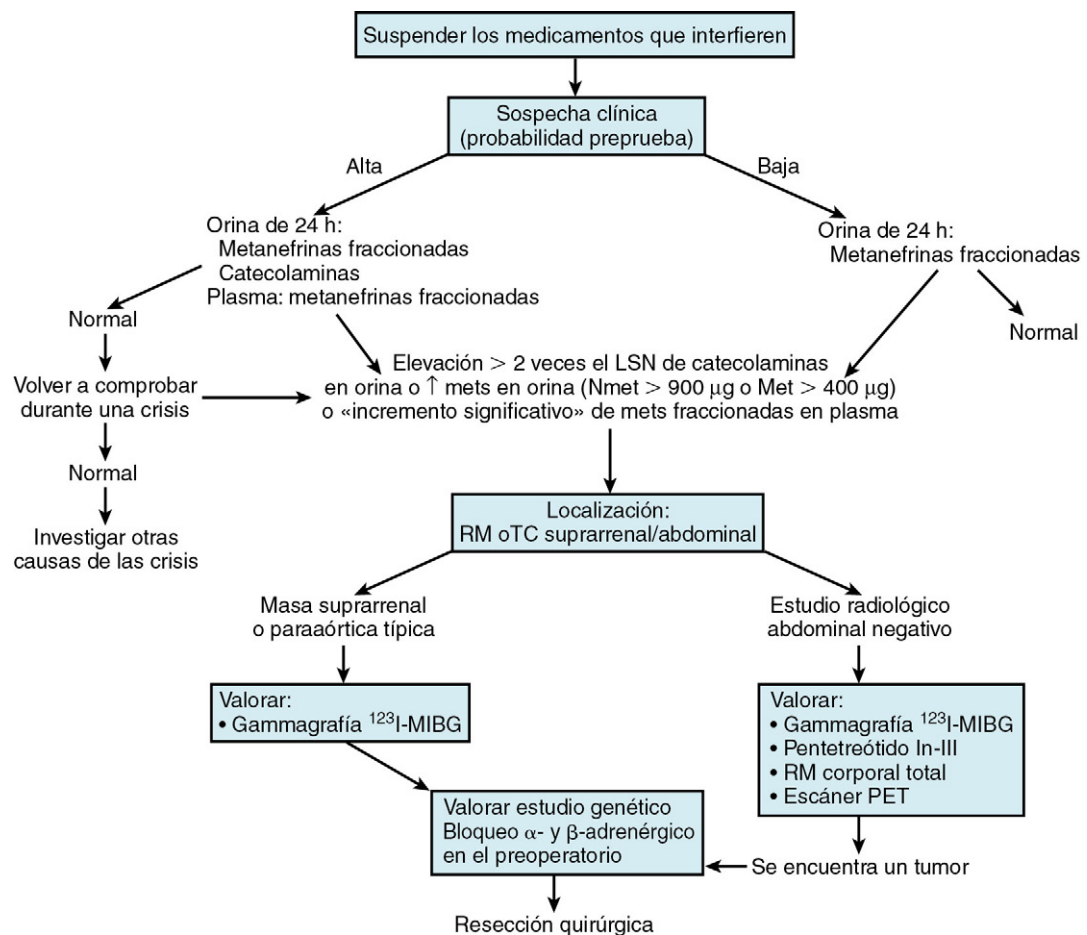 Suspender los medicamentos que interfieren
Sospecha clínica
(probabilidad preprueba)
Alta
Baja
Orina de 24 h:
Metanefrinas fraccionadas
Catecolaminas
Plasma: metanefrinas fraccionadas
Orina de 24 h:
Metanefrinas fraccionadas
Normal
Normal
Volver a comprobar
durante una crisis
Elevación > 2 veces el LSN de catecolaminas
en orina o ↑ mets en orina (Nmet > 900 μg o Met > 400 μg)
o «incremento significativo» de mets fraccionadas en plasma
Normal
Investigar otras
causas de las crisis
Localización:
RM oTC suprarrenal/abdominal
Masa suprarrenal
o paraaórtica típica
Estudio radiológico
abdominal negativo
Valorar:
• Gammagrafía ¹²³I-MIBG
Valorar:
• Gammagrafía ¹²³I-MIBG
• Pentetreótido In-III
• RM corporal total
• Escáner PET
Valorar estudio genético
Bloqueo α- y β-adrenérgico
en el preoperatorio
Se encuentra un tumor
Resección quirúrgica